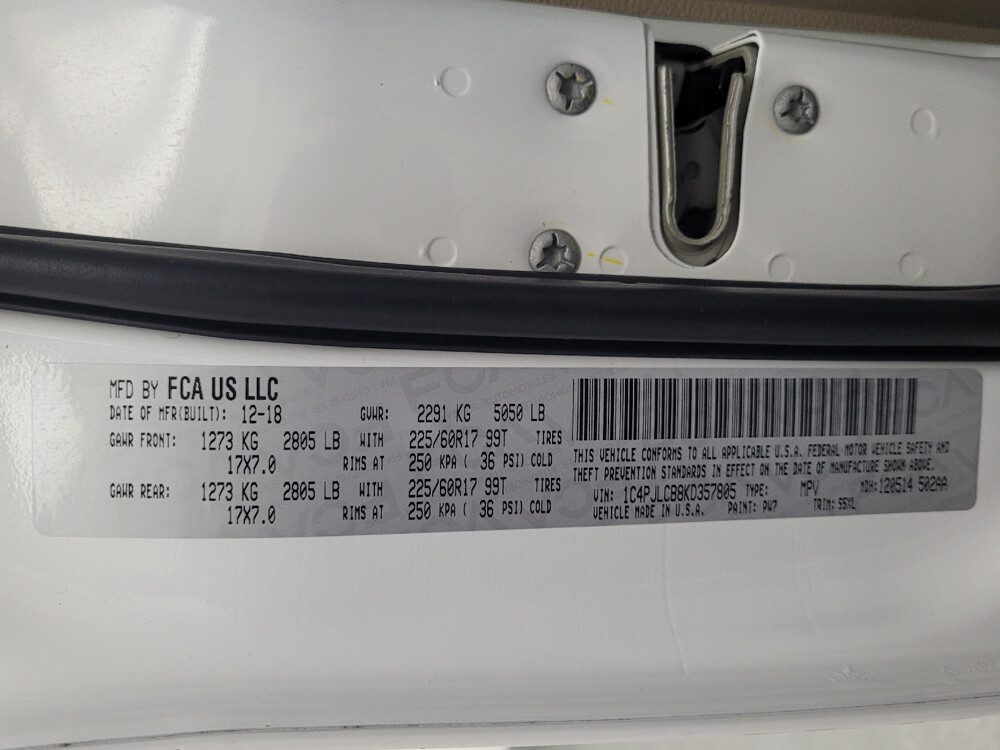 MFD BY FCA US LLC
DATE OF MFR(BUILT): 12-18 GVWR: 2291 KG 5050 LB
GAWR FRONT: 1273 KG 2805 LB WITH 225/60R17 99T TIRES
17X7.0 RIMS AT 250 KPA ( 36 PSI) COLD
GAWR REAR: 1273 KG 2805 LB WITH 225/60R17 99T TIRES
17X7.0 RIMS AT 250 KPA ( 36 PSI) COLD
THIS VEHICLE CONFORMS TO ALL APPLICABLE U.S.A. FEDERAL MOTOR VEHICLE SAFETY AND
THEFT PREVENTION STANDARDS IN EFFECT ON THE DATE OF MANUFACTURE SHOWN ABOVE.
VIN: 1C4PJLCB8KD357805 TYPE: MPV MDH: 120514 502AA
VEHICLE MADE IN U.S.A. PAINT: PW7 TRIM: S5XL